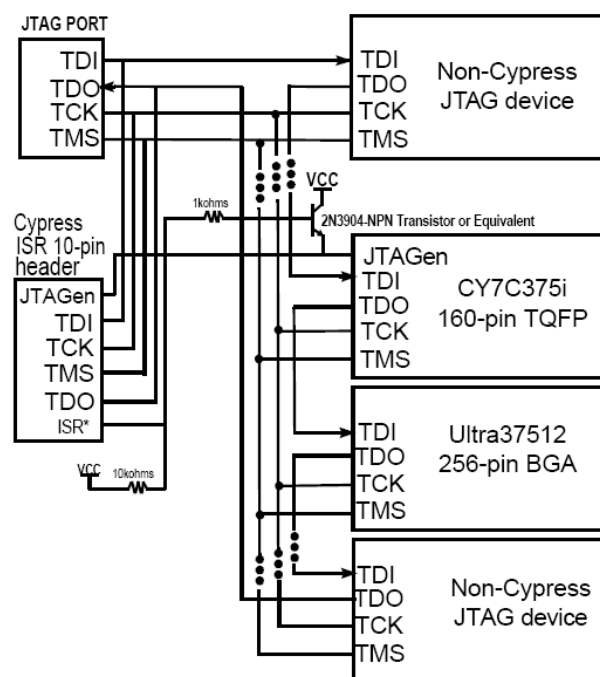 JTAG PORT
TDI
TDO
TCK
TMS
TDI
TDO
TCK
TMS
Non-Cypress
JTAG device
VCC
1kohms
2N3904-NPN Transistor or Equivalent
Cypress
ISR 10-pin
header
JTAGen
TDI
TCK
TMS
TDO
ISR*
VCC
10kohms
JTAGen
TDI
TDO
TCK
TMS
CY7C375i
160-pin TQFP
TDI
TDO
TCK
TMS
Ultra37512
256-pin BGA
TDI
TDO
TCK
TMS
Non-Cypress
JTAG device